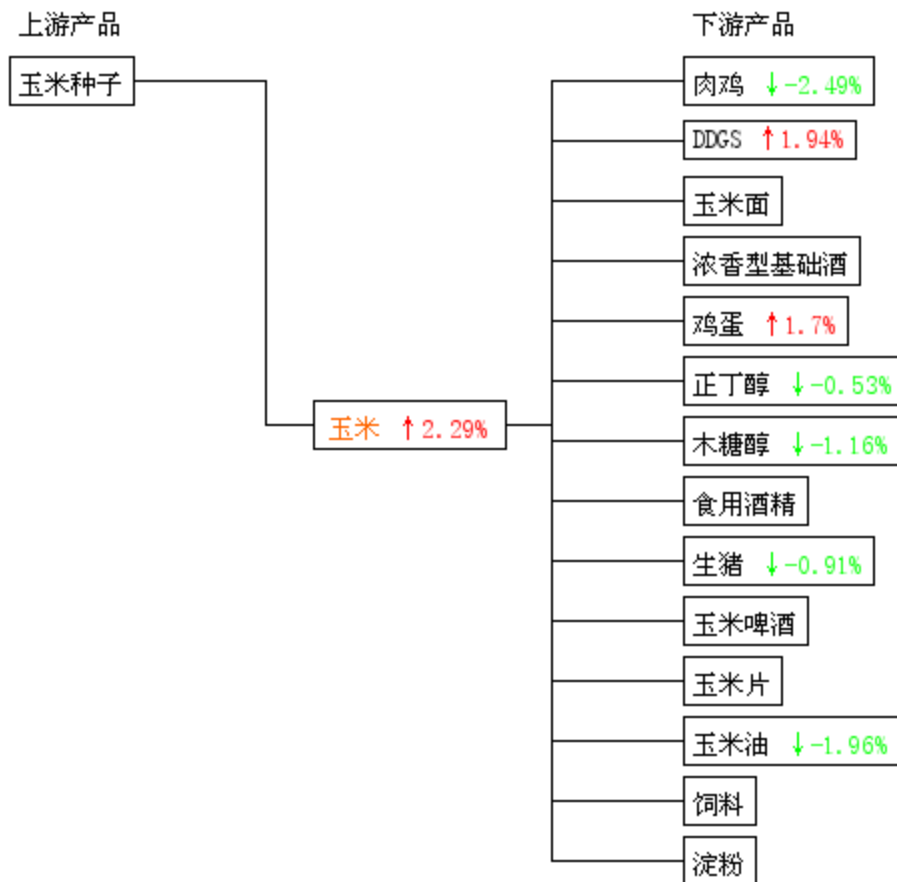 上游产品
下游产品
玉米种子
肉鸡 ↓-2.49%
DDGS ↑1.94%
玉米面
浓香型基础酒
鸡蛋 ↑1.7%
正丁醇 ↓-0.53%
玉米 ↑2.29%
木糖醇 ↓-1.16%
食用酒精
生猪 ↓-0.91%
玉米啤酒
玉米片
玉米油 ↓-1.96%
饲料
淀粉